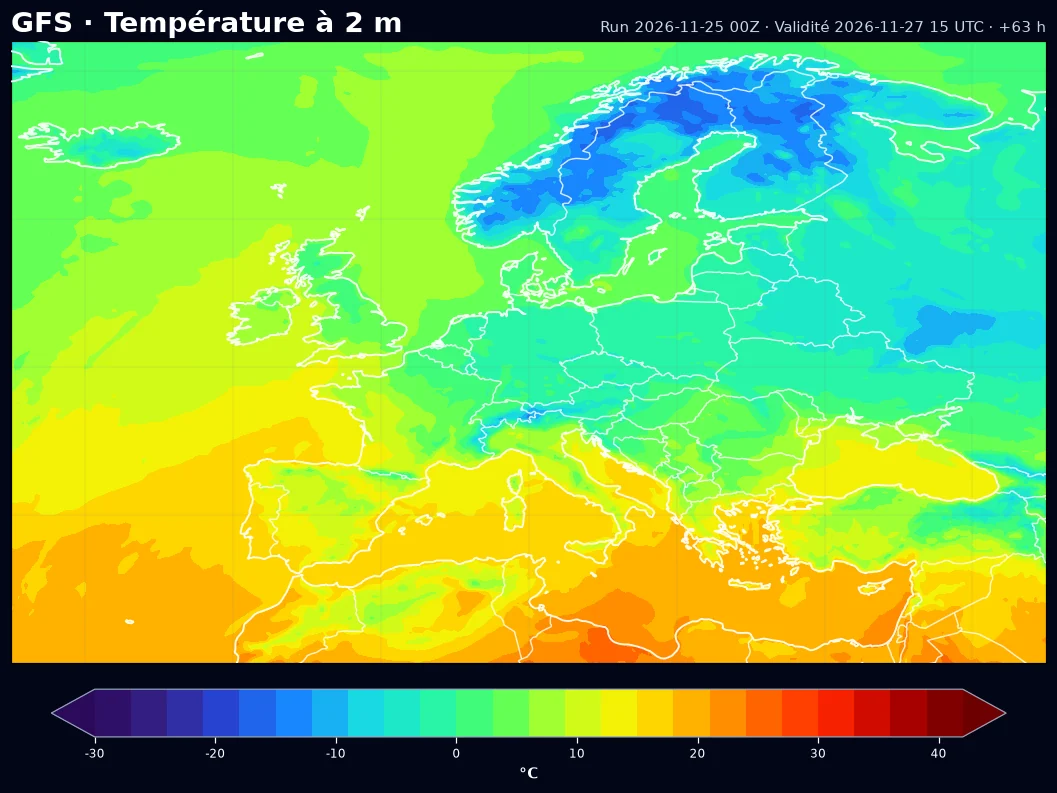 GFS · Température à 2 m
Run 2026-11-25 00Z · Validité 2026-11-27 15 UTC · +63 h
-30 -20 -10 0 10 20 30 40
°C